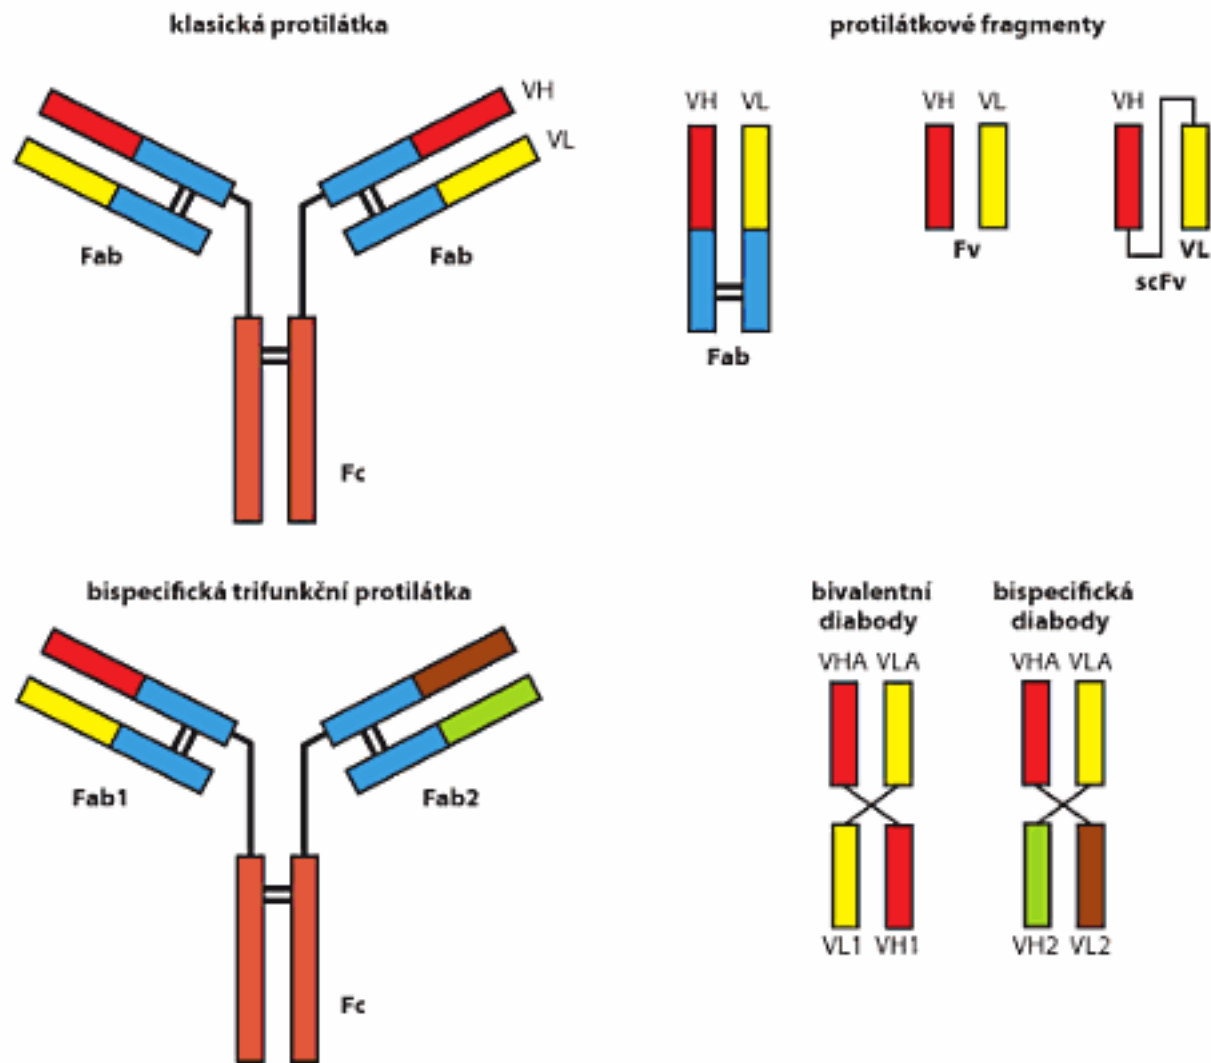 klasická protilátka
VH
VL
Fab
Fab
Fc
protilátkové fragmenty
VH VL
Fab
VH VL
Fv
VH
VL
scFv
bispecifická trifunkční protilátka
Fab1
Fab2
Fc
bivalentní
diabody
VHA VLA
VL1 VH1
bispecifická
diabody
VHA VLA
VH2 VL2